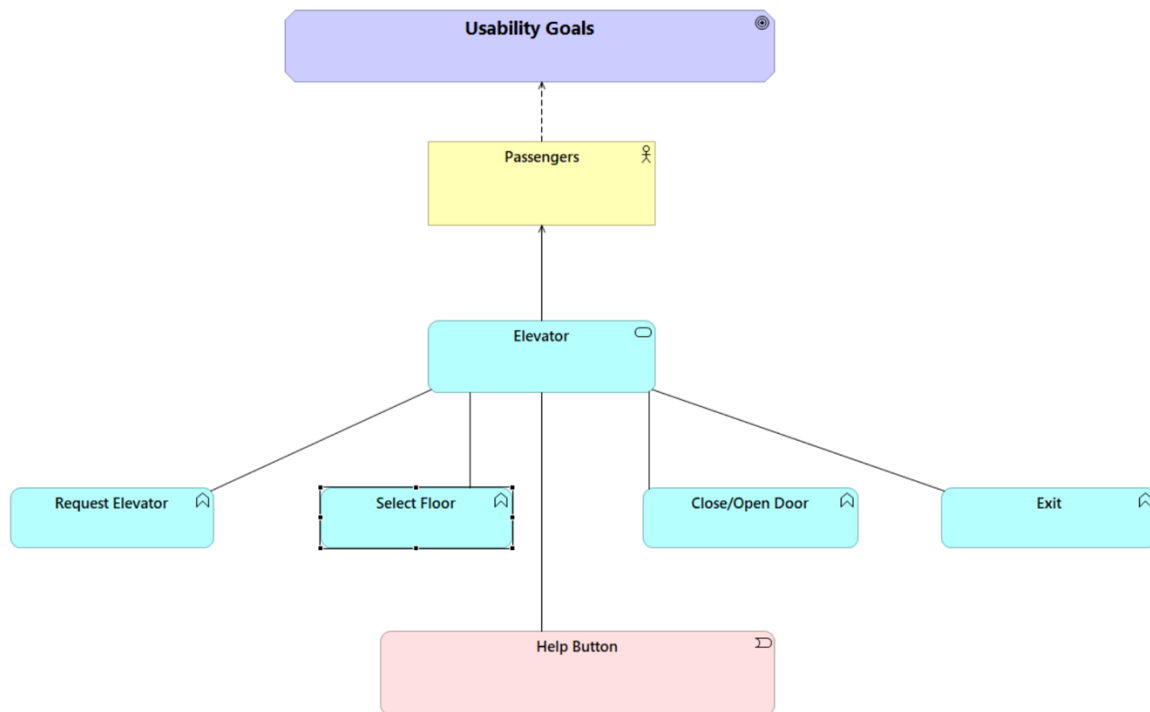 Usability Goals
Passengers
Elevator
Request Elevator
Select Floor
Close/Open Door
Exit
Help Button